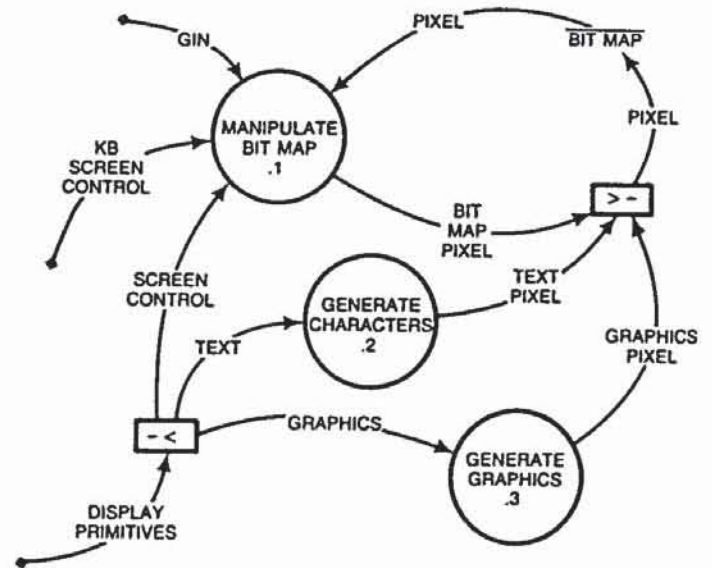 GIN
PIXEL
BIT MAP
MANIPULATE
BIT MAP
.1
PIXEL
KB
SCREEN
CONTROL
> -
BIT
MAP
PIXEL
SCREEN
CONTROL
TEXT
PIXEL
GENERATE
CHARACTERS
.2
TEXT
GRAPHICS
PIXEL
- <
GRAPHICS
GENERATE
GRAPHICS
.3
DISPLAY
PRIMITIVES